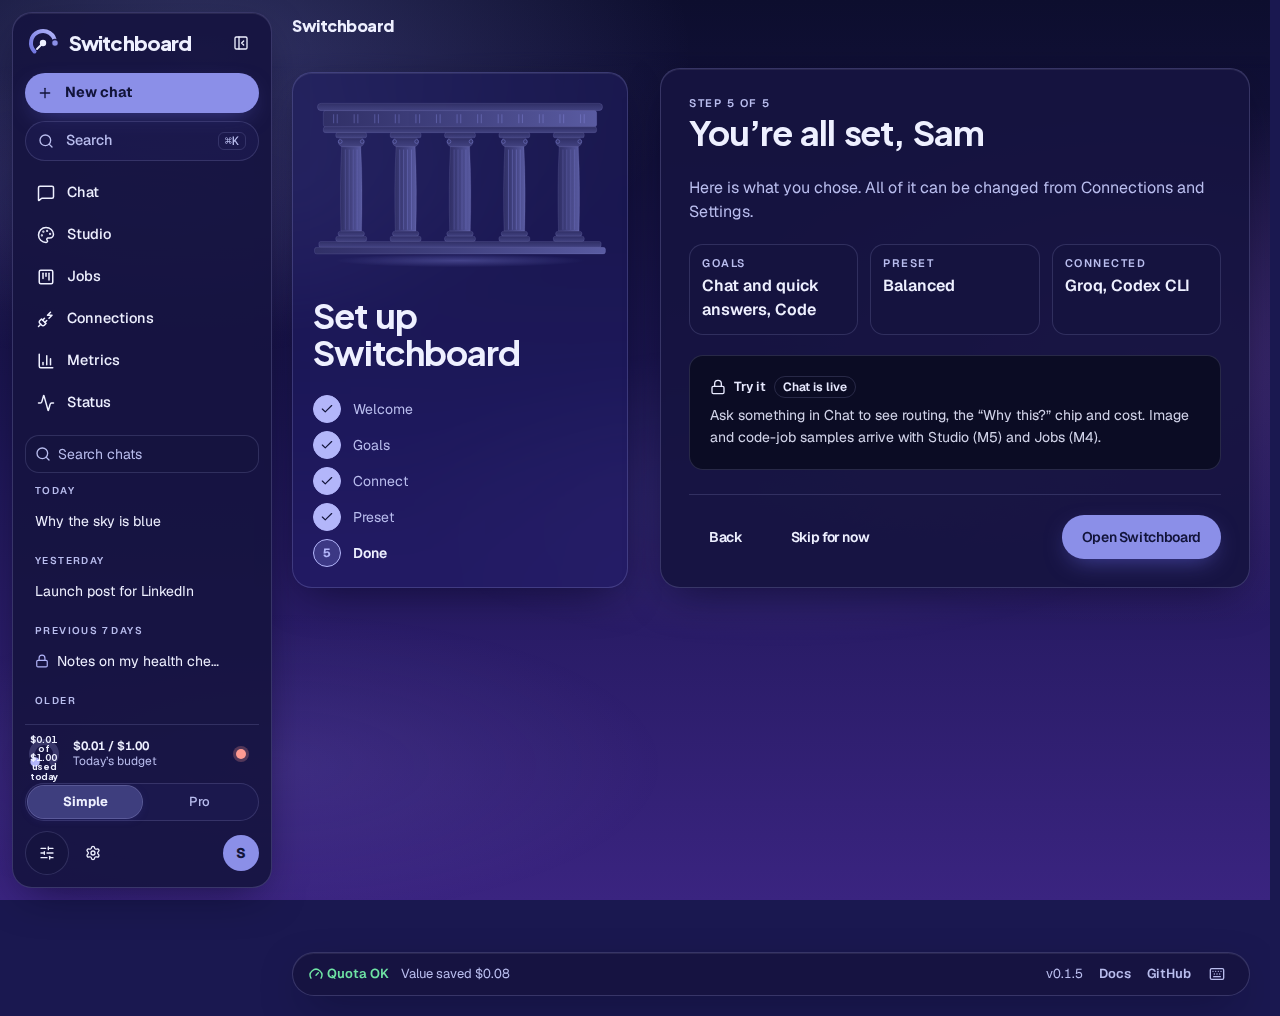 Switchboard
New chat
Search ⌘K
Chat
Studio
Jobs
Connections
Metrics
Status
Search chats
TODAY
Why the sky is blue
YESTERDAY
Launch post for LinkedIn
PREVIOUS 7 DAYS
Notes on my health che...
OLDER
$0.01
of
$1.00
used
today
$0.01 / $1.00
Today's budget
Simple Pro
S
Switchboard
Set up
Switchboard
Welcome
Goals
Connect
Preset
5 Done
STEP 5 OF 5
You’re all set, Sam
Here is what you chose. All of it can be changed from Connections and
Settings.
GOALS
Chat and quick
answers, Code
PRESET
Balanced
CONNECTED
Groq, Codex CLI
Try it Chat is live
Ask something in Chat to see routing, the “Why this?” chip and cost. Image
and code-job samples arrive with Studio (M5) and Jobs (M4).
Back Skip for now Open Switchboard
Quota OK Value saved $0.08 v0.1.5 Docs GitHub